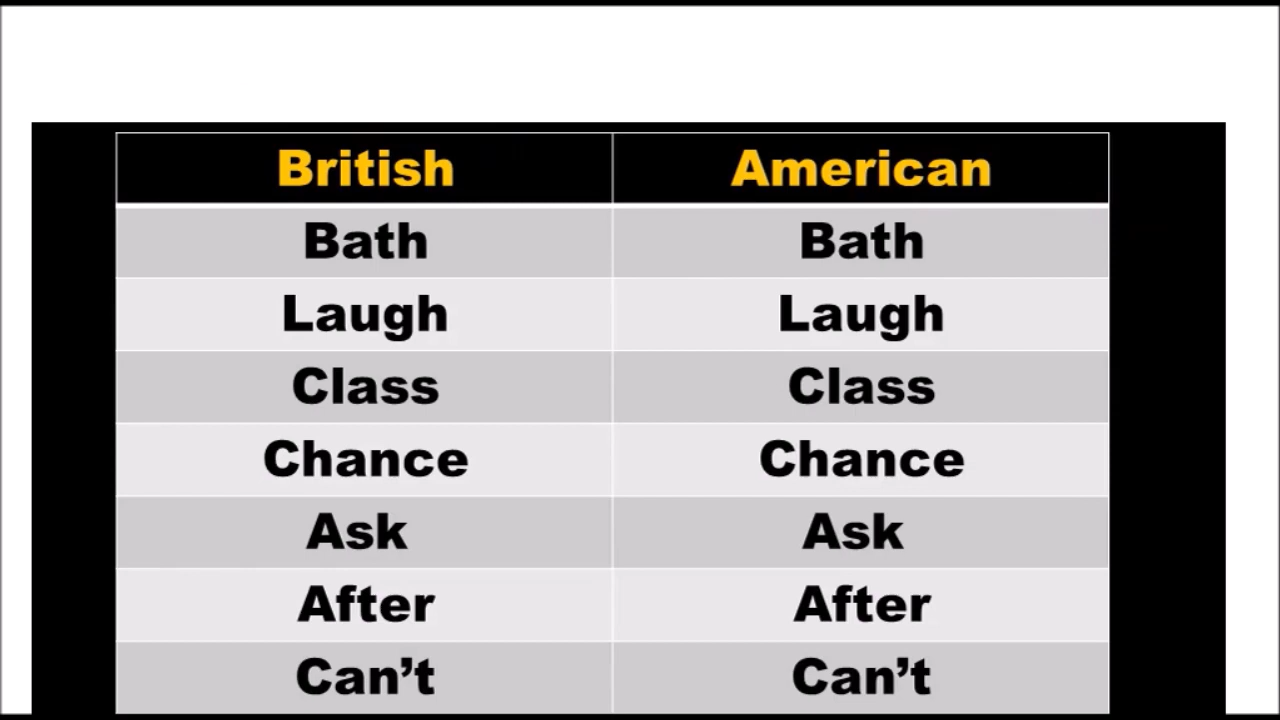 British American
Bath Bath
Laugh Laugh
Class Class
Chance Chance
Ask Ask
After After
Can’t Can’t